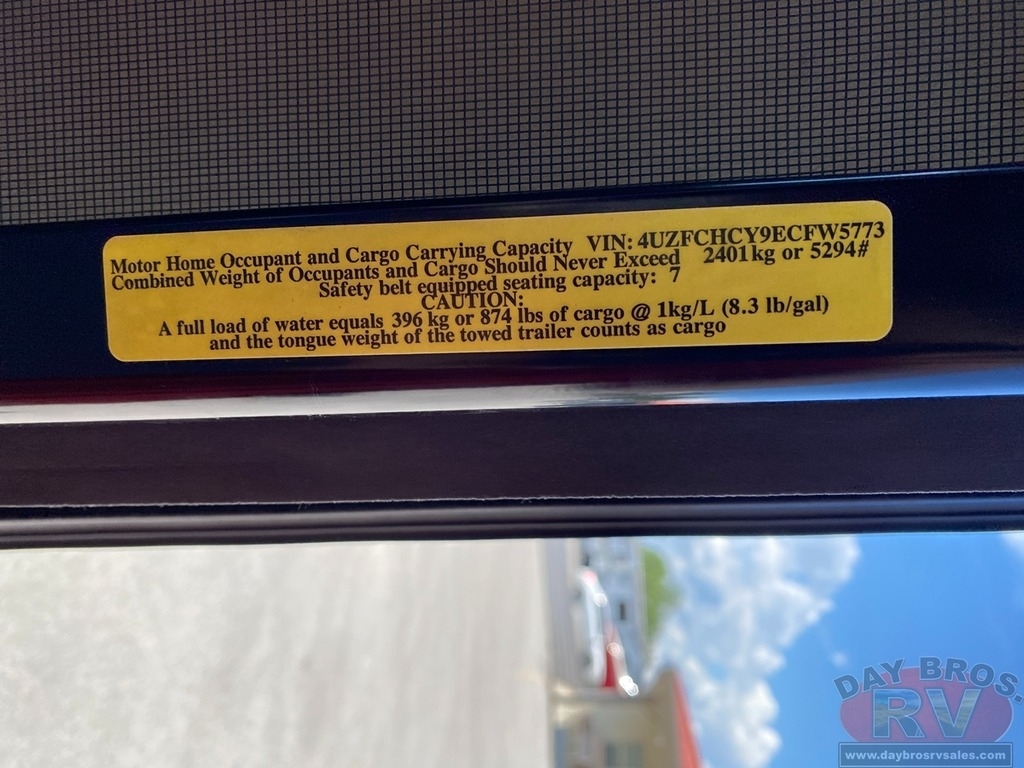 Motor Home Occupant and Cargo Carrying Capacity VIN: 4UZFCHCY9ECFW5773
Combined Weight of Occupants and Cargo Should Never Exceed 2401kg or 5294#
Safety belt equipped seating capacity: 7
CAUTION:
A full load of water equals 396 kg or 874 lbs of cargo @ 1kg/L (8.3 lb/gal)
and the tongue weight of the towed trailer counts as cargo
DAY BROS.
RV
www.daybrosrvsales.com